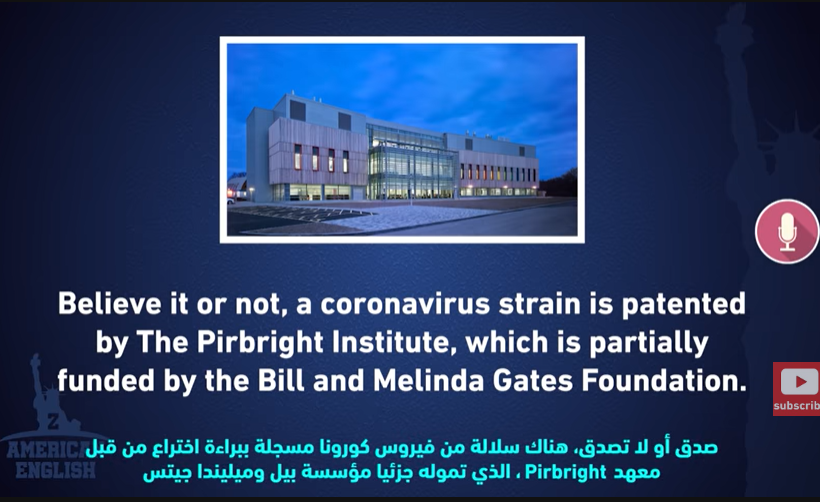 Believe it or not, a coronavirus strain is patented
by The Pirbright Institute, which is partially
funded by the Bill and Melinda Gates Foundation.
صدق أو لا تصدق، هناك سلالة من فيروس كورونا مسجلة ببراءة اختراع من قبل
معهد Pirbright ، الذي تموله جزئيا مؤسسة بيل وميليندا جيتس
Z
AMERICA
ENGLISH
subscrib